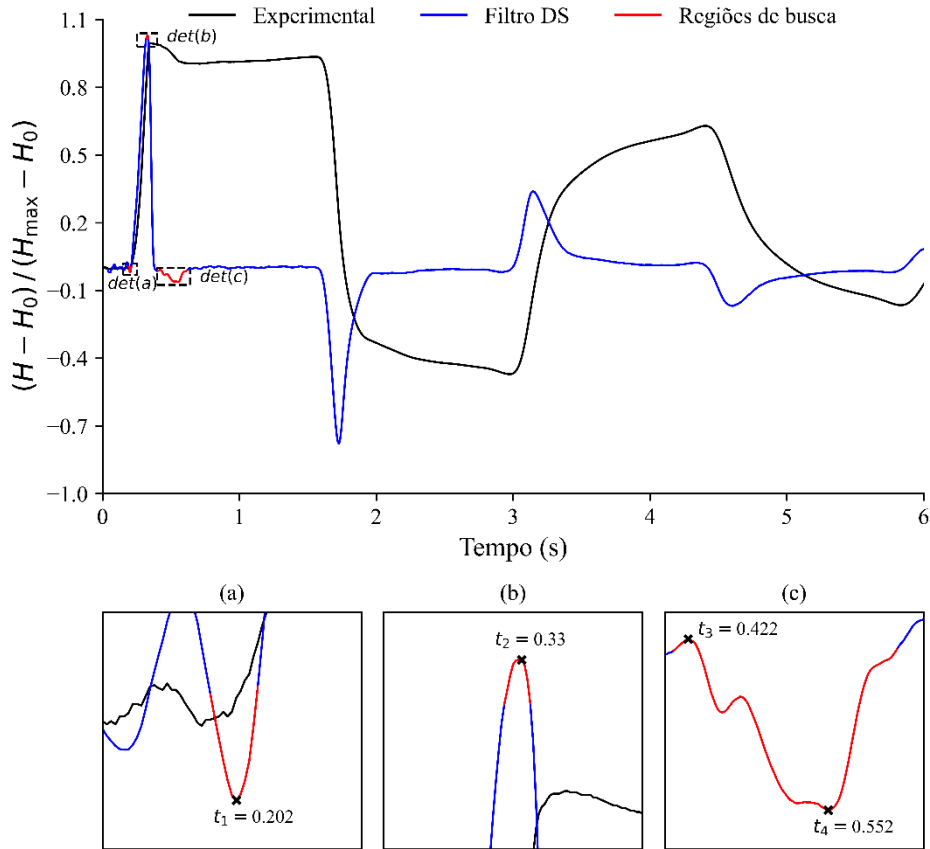 Experimental Filtro DS Regiões de busca
1.1
0.8
0.5
0.2
−0.1
−0.4
−0.7
−1.0
(H − H₀) / (Hmax − H₀)
det(b)
det(a)
det(c)
0 1 2 3 4 5 6
Tempo (s)
(a) (b) (c)
t₁ = 0.202
t₂ = 0.33
t₃ = 0.422
t₄ = 0.552